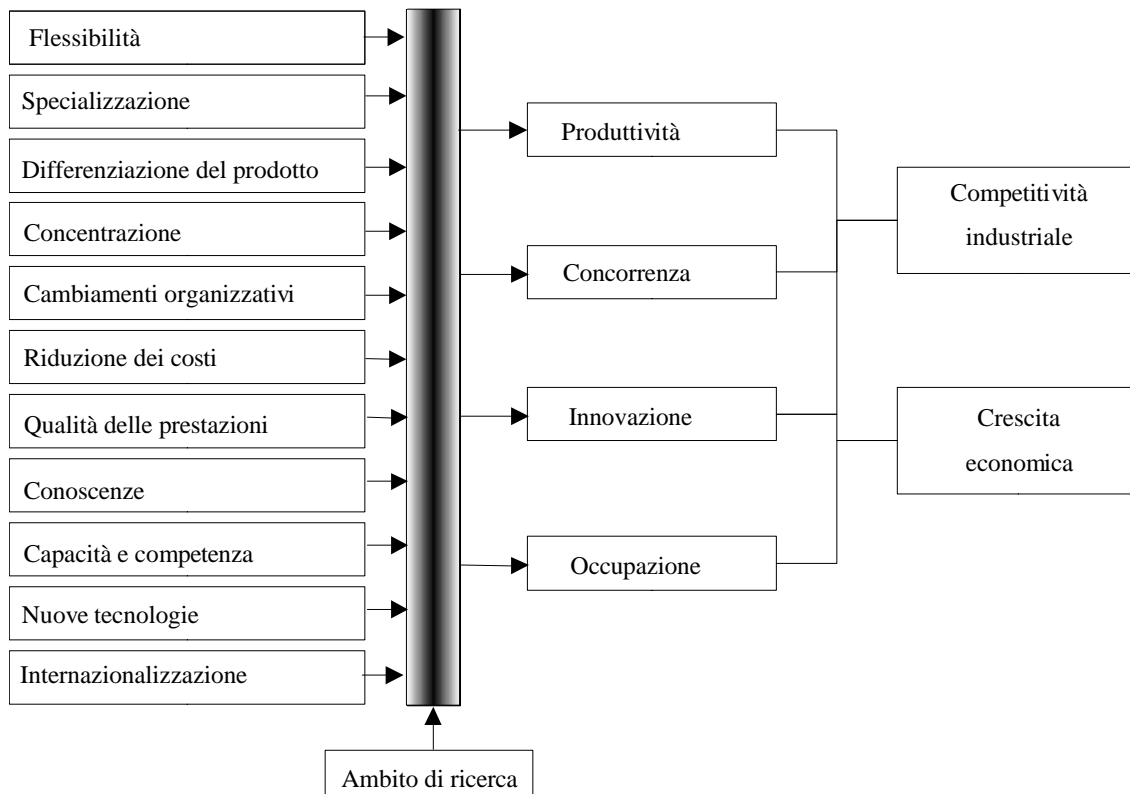 Flessibilità
Specializzazione
Differenziazione del prodotto
Concentrazione
Cambiamenti organizzativi
Riduzione dei costi
Qualità delle prestazioni
Conoscenze
Capacità e competenza
Nuove tecnologie
Internazionalizzazione
Ambito di ricerca
Produttività
Concorrenza
Innovazione
Occupazione
Competitività
industriale
Crescita
economica